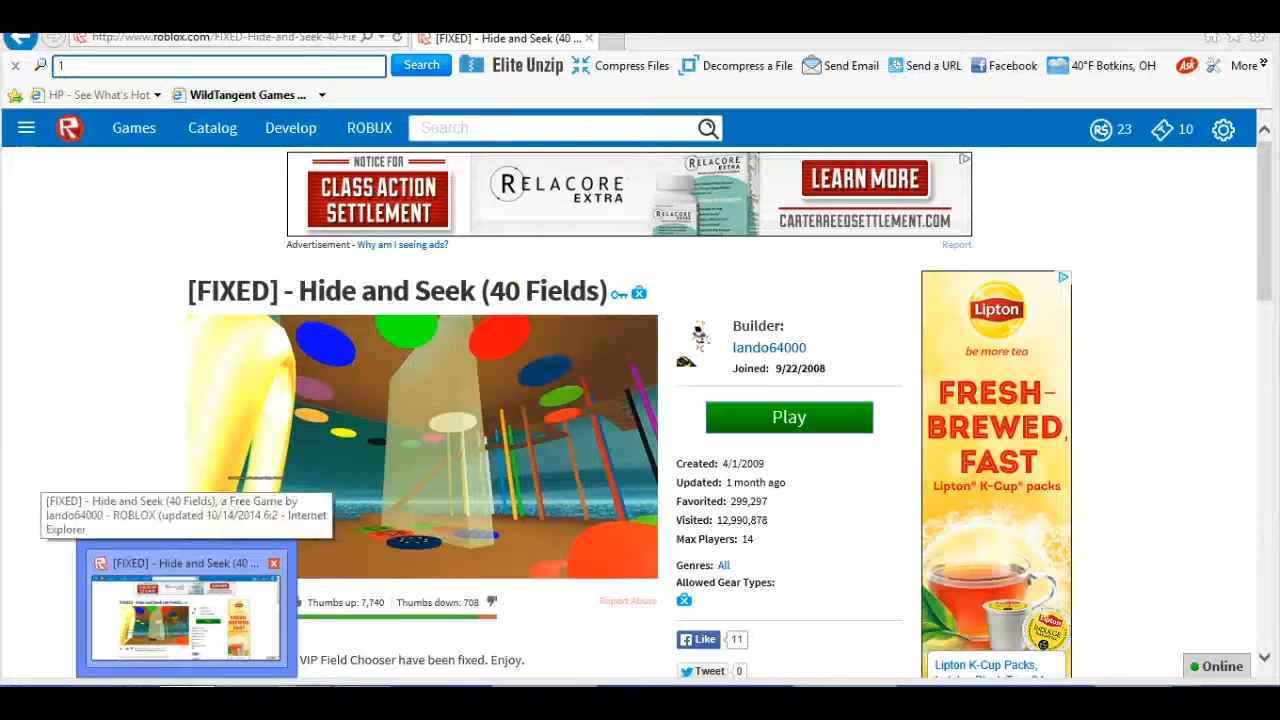 http://www.roblox.com/FIXED-Hide-and-Seek-40-Fie
[FIXED] - Hide and Seek (40 ...
1
Search
Elite Unzip
Compress Files
Decompress a File
Send Email
Send a URL
Facebook
40°F Botkins, OH
Ask
More
HP - See What's Hot
WildTangent Games ...
Games
Catalog
Develop
ROBUX
Search
R$ 23
10
NOTICE FOR
CLASS ACTION
SETTLEMENT
RELACORE
EXTRA
RELACORE
EXTRA
LEARN MORE
CARTERREEDSETTLEMENT.COM
Advertisement - Why am I seeing ads?
Report
[FIXED] - Hide and Seek (40 Fields)
Builder:
lando64000
Joined: 9/22/2008
Play
Created: 4/1/2009
Updated: 1 month ago
Favorited: 299,297
Visited: 12,990,878
Max Players: 14
Genres: All
Allowed Gear Types:
Like 11
Tweet 0
Lipton
be more tea
FRESH-
BREWED,
FAST
Lipton® K-Cup® packs
Lipton K-Cup Packs,
[FIXED] - Hide and Seek (40 Fields), a Free Game by
lando64000 - ROBLOX (updated 10/14/2014 6:2 - Internet
Explorer
[FIXED] - Hide and Seek (40 ...
Thumbs up: 7,740
Thumbs down: 708
Report Abuse
VIP Field Chooser have been fixed. Enjoy.
Online